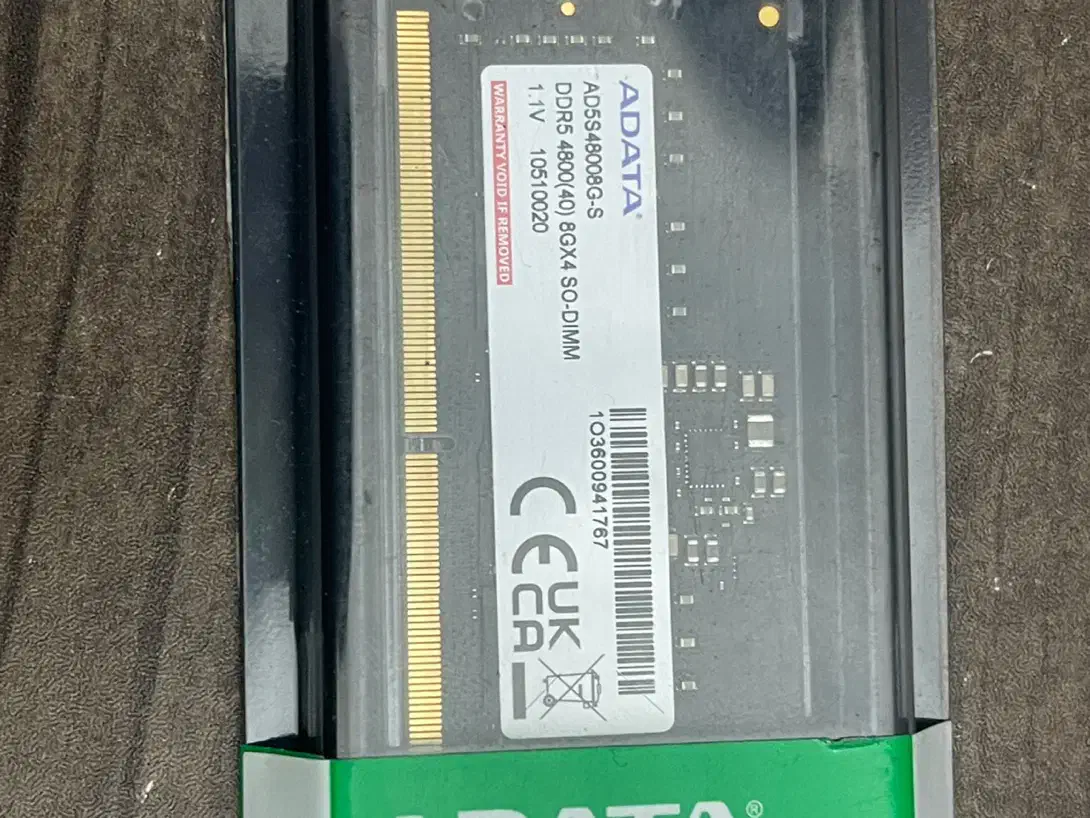 ADATA®
AD5S48008G-S
DDR5 4800(40) 8GX4 SO-DIMM
1.1V 10510020
WARRANTY VOID IF REMOVED
1O3600941767
CE
UK
CA
ADATA®